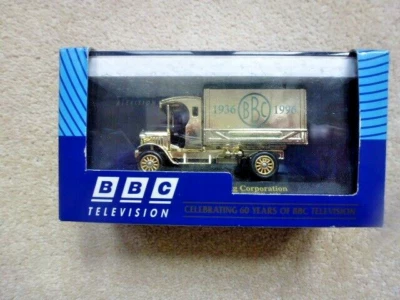 1936 BBC 1996
g Corporation
BBC
TELEVISION
CELEBRATING 60 YEARS OF BBC TELEVISION